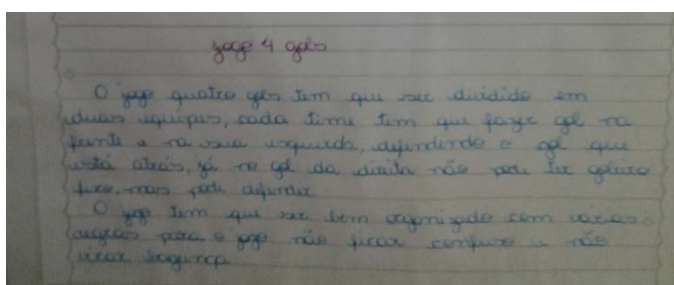 jogo 4 gols
O jogo quatro gols tem que ser dividido em
duas equipes, cada time tem que fazer gol na
frente e na sua esquerda, defendendo o gol que
está atrás, já no gol da direita não pode ter goleiro
fixo, mas pode defender
O jogo tem que ser bem organizado com várias
regras para o jogo não ficar confuso e não
virar bagunça.